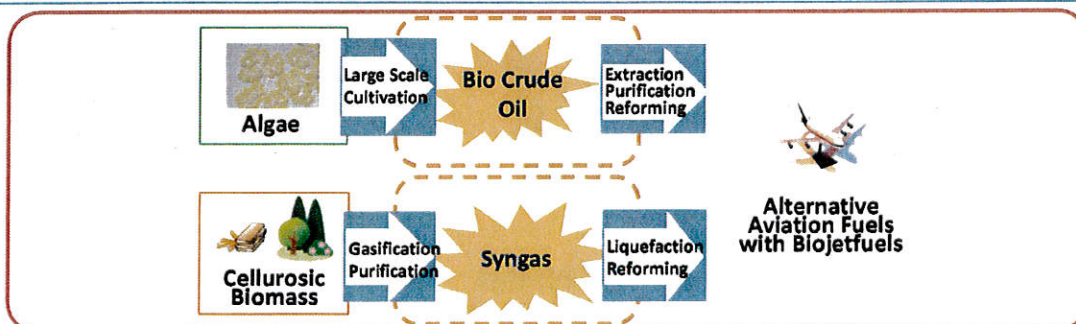 Algae
Large Scale
Cultivation
Bio Crude
Oil
Extraction
Purification
Reforming
Cellurosic
Biomass
Gasification
Purification
Syngas
Liquefaction
Reforming
Alternative
Aviation Fuels
with Biojetfuels